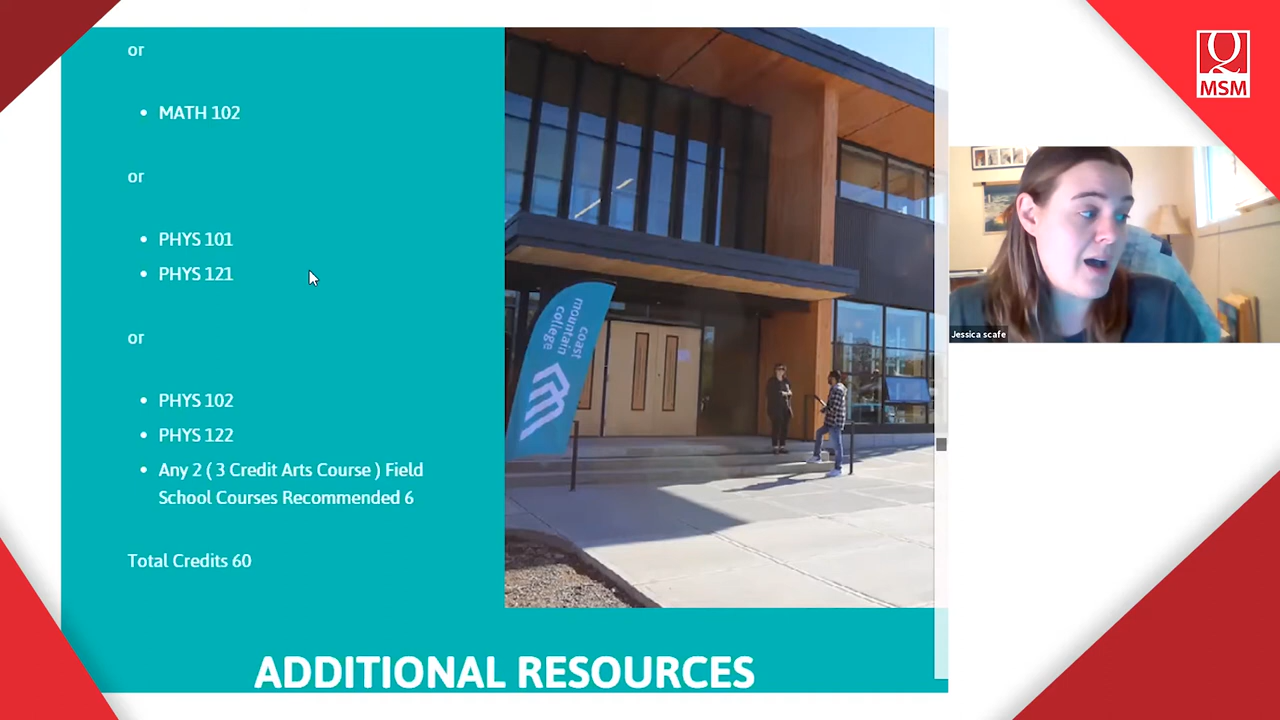 or
• MATH 102
or
• PHYS 101
• PHYS 121
or
• PHYS 102
• PHYS 122
• Any 2 ( 3 Credit Arts Course ) Field
School Courses Recommended 6
Total Credits 60
ADDITIONAL RESOURCES
coast
mountain
college
MSM
Jessica scafe